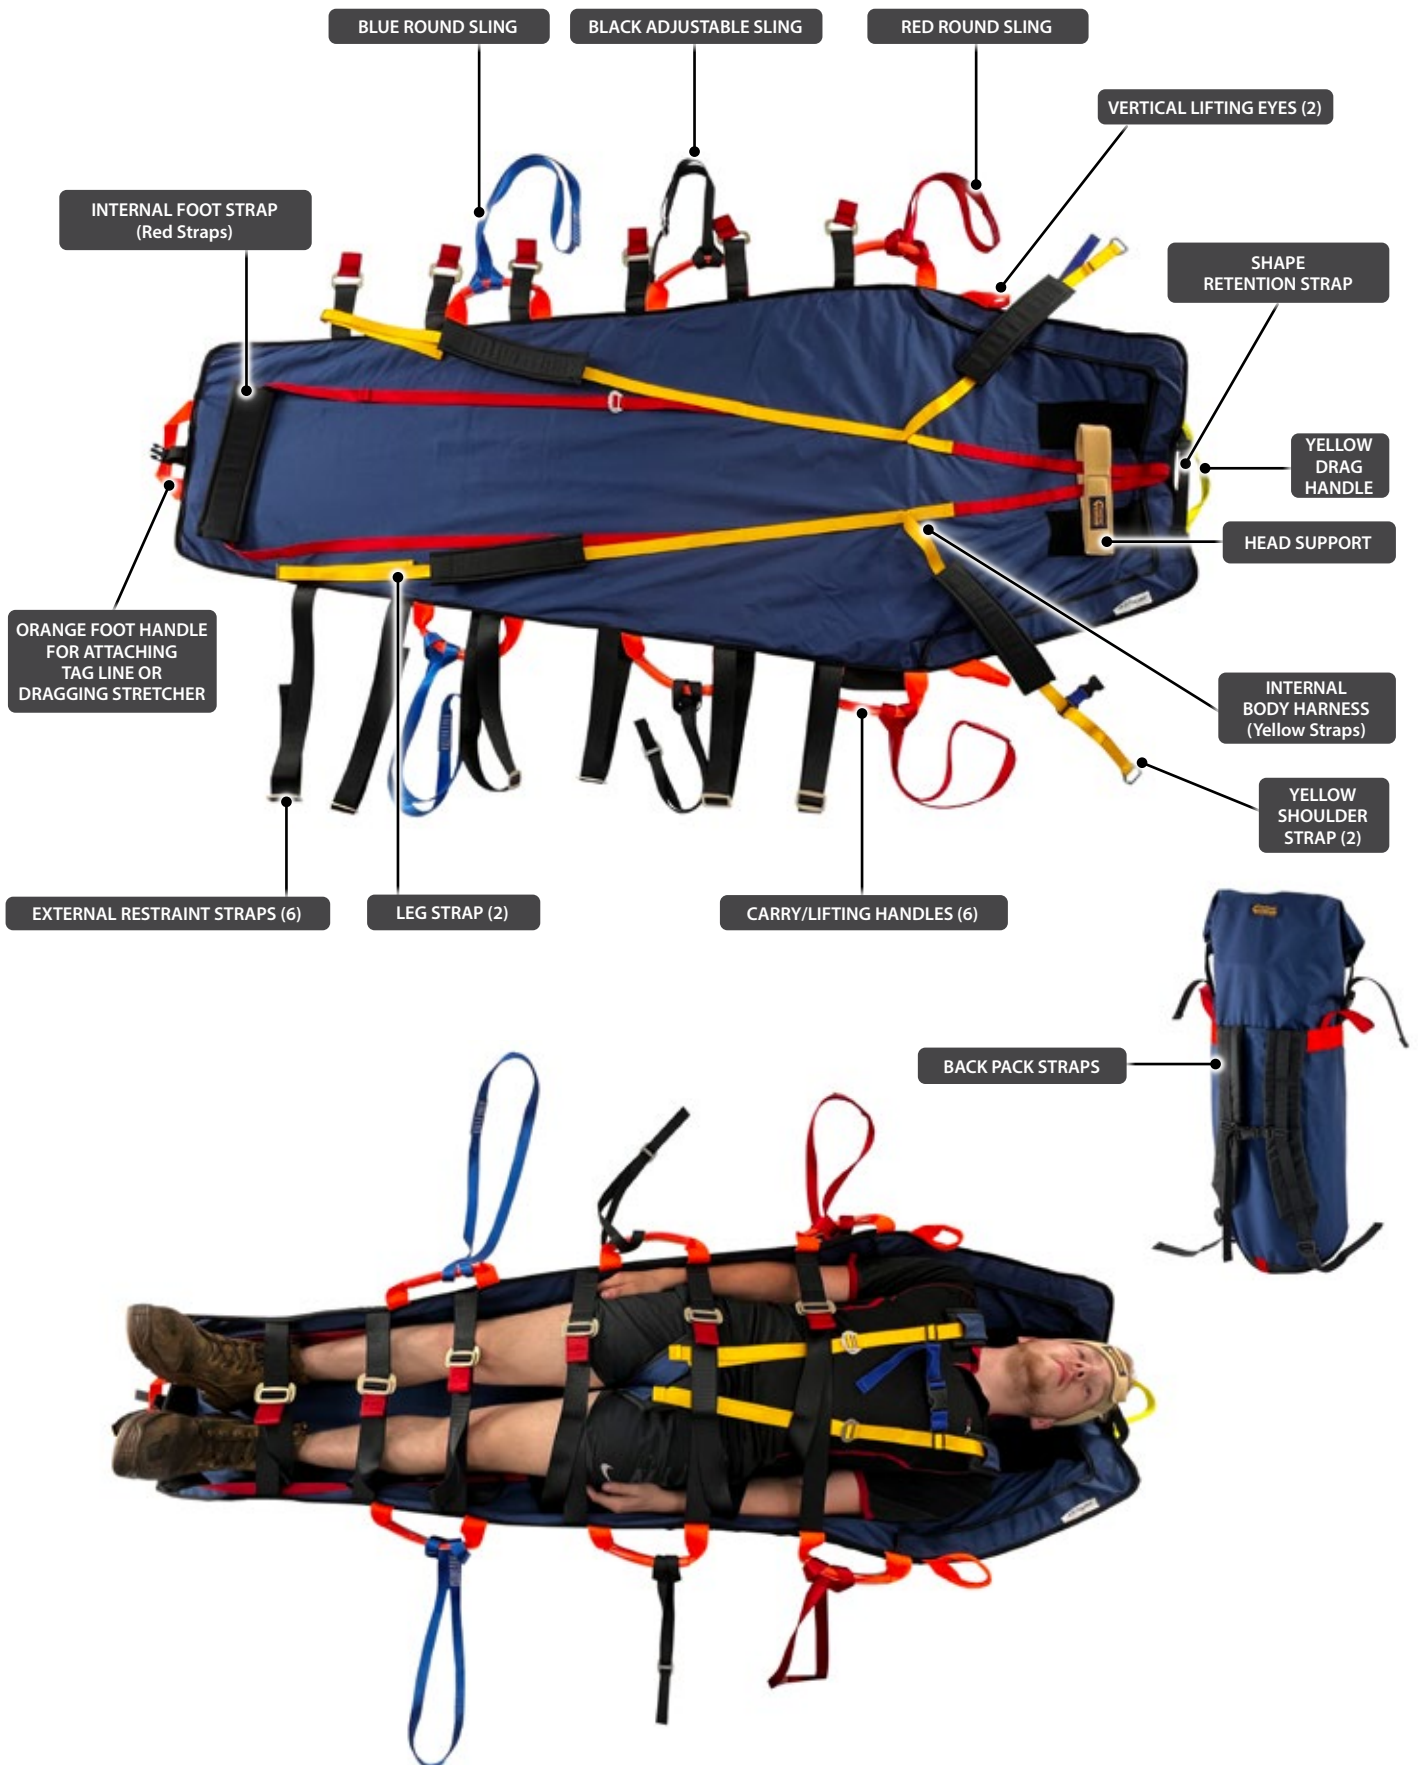 BLUE ROUND SLING
BLACK ADJUSTABLE SLING
RED ROUND SLING
VERTICAL LIFTING EYES (2)
INTERNAL FOOT STRAP
(Red Straps)
SHAPE
RETENTION STRAP
YELLOW
DRAG
HANDLE
HEAD SUPPORT
ORANGE FOOT HANDLE
FOR ATTACHING
TAG LINE OR
DRAGGING STRETCHER
INTERNAL
BODY HARNESS
(Yellow Straps)
YELLOW
SHOULDER
STRAP (2)
EXTERNAL RESTRAINT STRAPS (6)
LEG STRAP (2)
CARRY/LIFTING HANDLES (6)
BACK PACK STRAPS